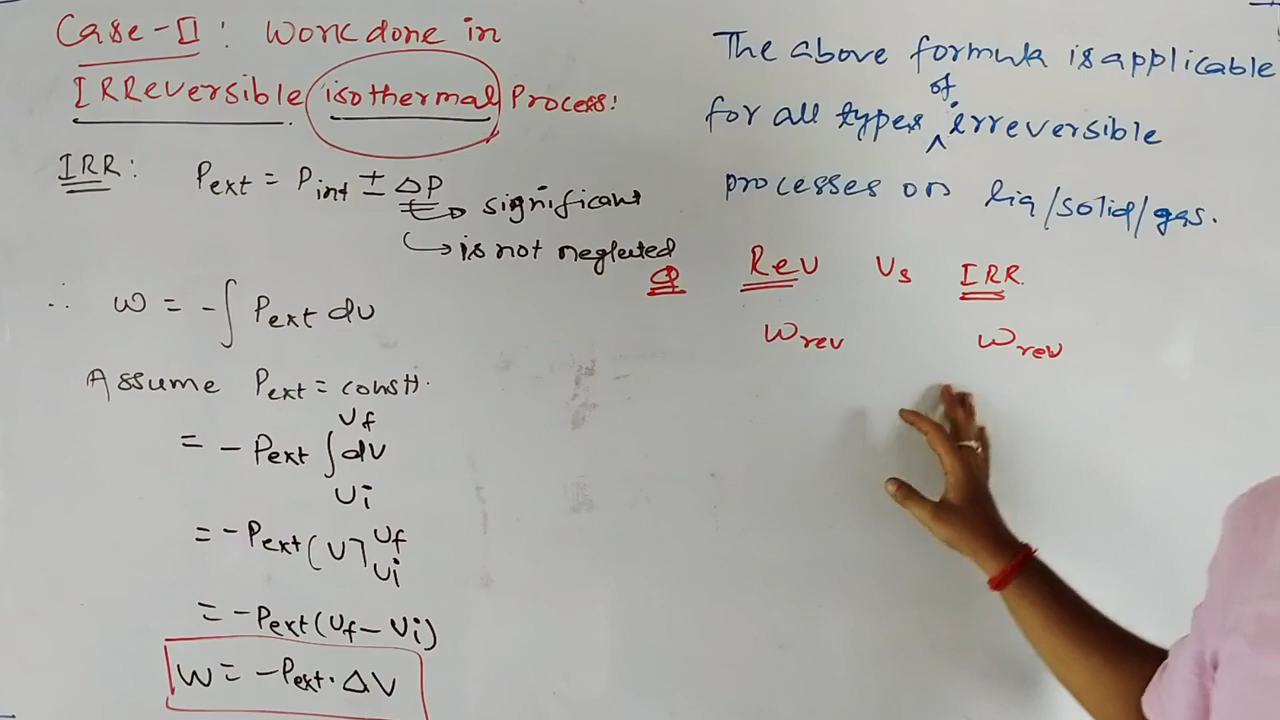 Case-II: Work done in
IRReversible isothermal Process:
IRR: Pext = Pint ± ΔP
significant
is not neglected
∴ w = -∫ Pext dv
Assume Pext = constt.
= - Pext ∫ dv
vf
vi
= -Pext (v]
vf
vi
= -Pext (vf - vi)
W = -Pext. ΔV
The above formula is applicable
for all types of irreversible
processes on liq/solid/gas.
Q Rev Vs IRR.
Wrev Wrev